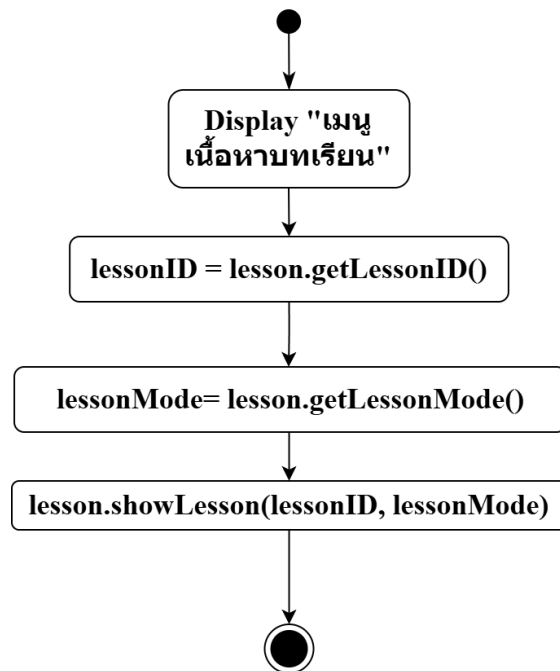 Display "เมนู
เนื้อหาบทเรียน"
lessonID = lesson.getLessonID()
lessonMode= lesson.getLessonMode()
lesson.showLesson(lessonID, lessonMode)